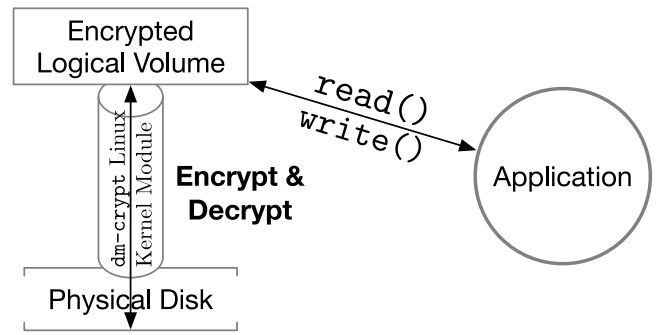 Encrypted
Logical Volume
read()
write()
dm-crypt Linux
Kernel Module
Encrypt &
Decrypt
Application
Physical Disk